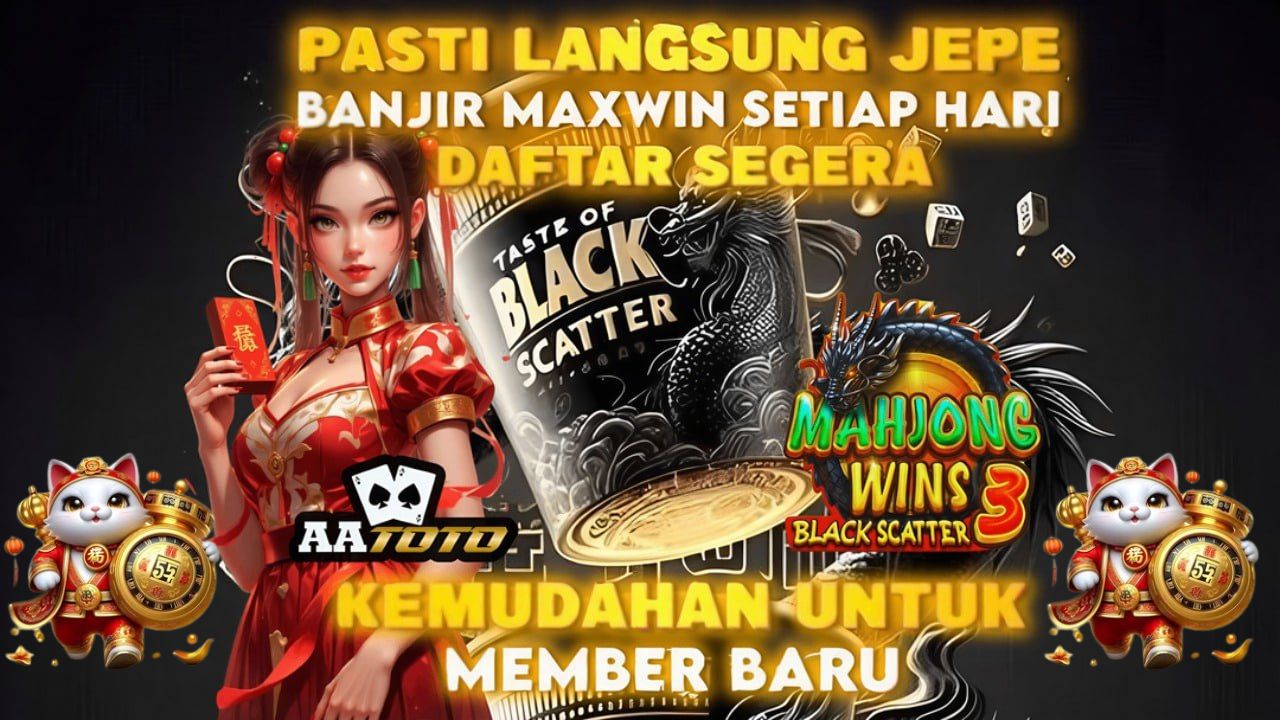 PASTI LANGSUNG JEPE
BANJIR MAXWIN SETIAP HARI
DAFTAR SEGERA
TASTE OF
BLACK
SCATTER
MAHJONG
WINS 3
BLACK SCATTER
AATOTO
KEMUDAHAN UNTUK
MEMBER BARU